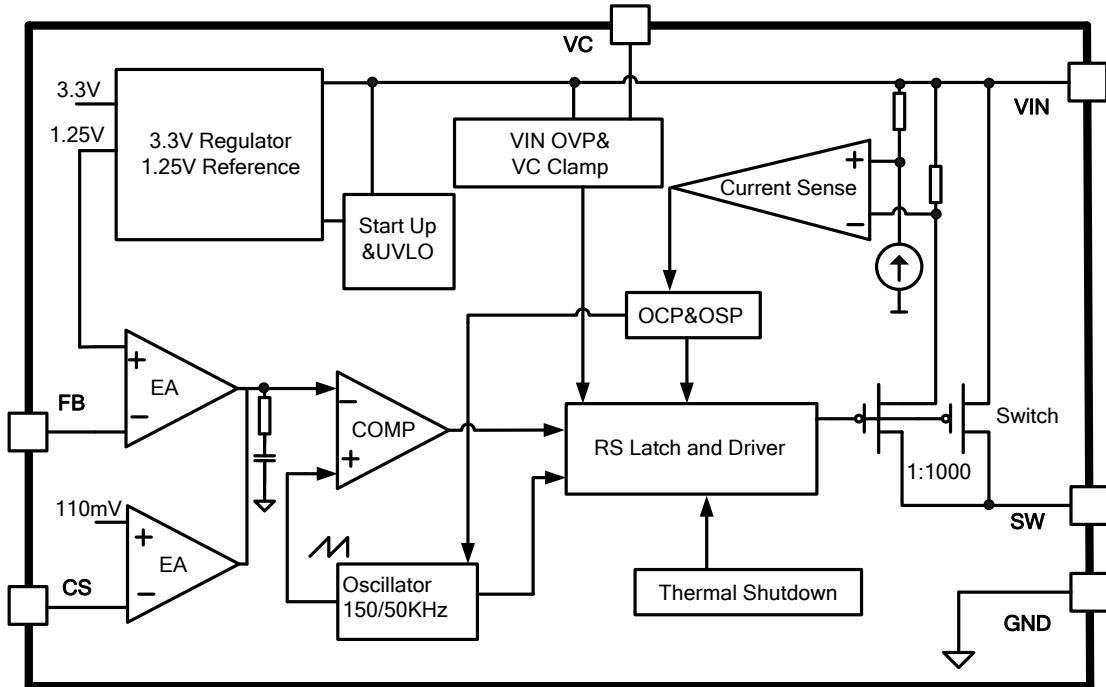 VC
VIN
3.3V
1.25V
3.3V Regulator
1.25V Reference
VIN OVP&
VC Clamp
+
Current Sense
−
Start Up
&UVLO
OCP&OSP
+
EA
−
FB
−
COMP
+
RS Latch and Driver
Switch
1:1000
110mV
+
EA
−
CS
SW
Oscillator
150/50KHz
Thermal Shutdown
GND